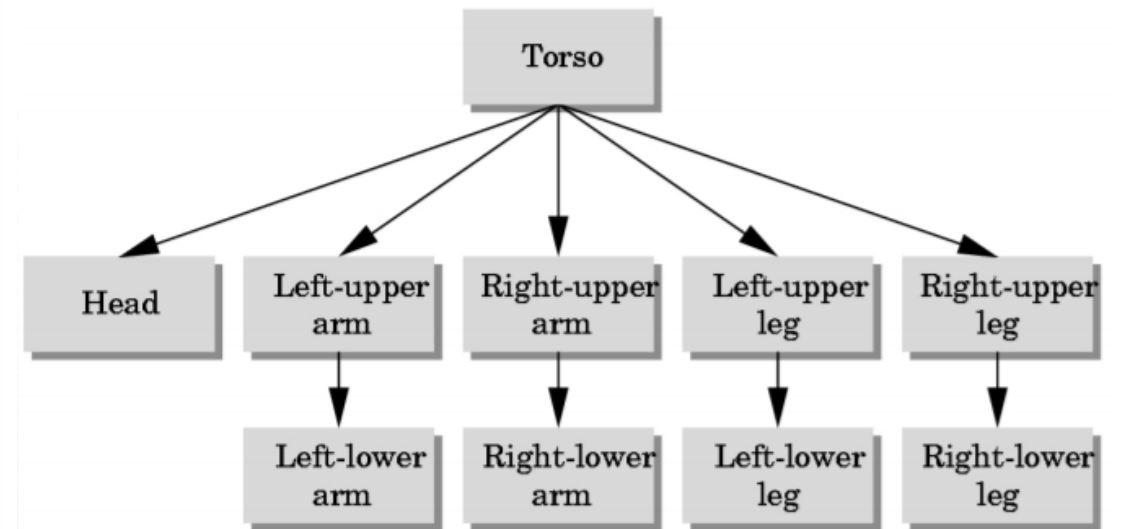 Torso
Head
Left-upper
arm
Right-upper
arm
Left-upper
leg
Right-upper
leg
Left-lower
arm
Right-lower
arm
Left-lower
leg
Right-lower
leg